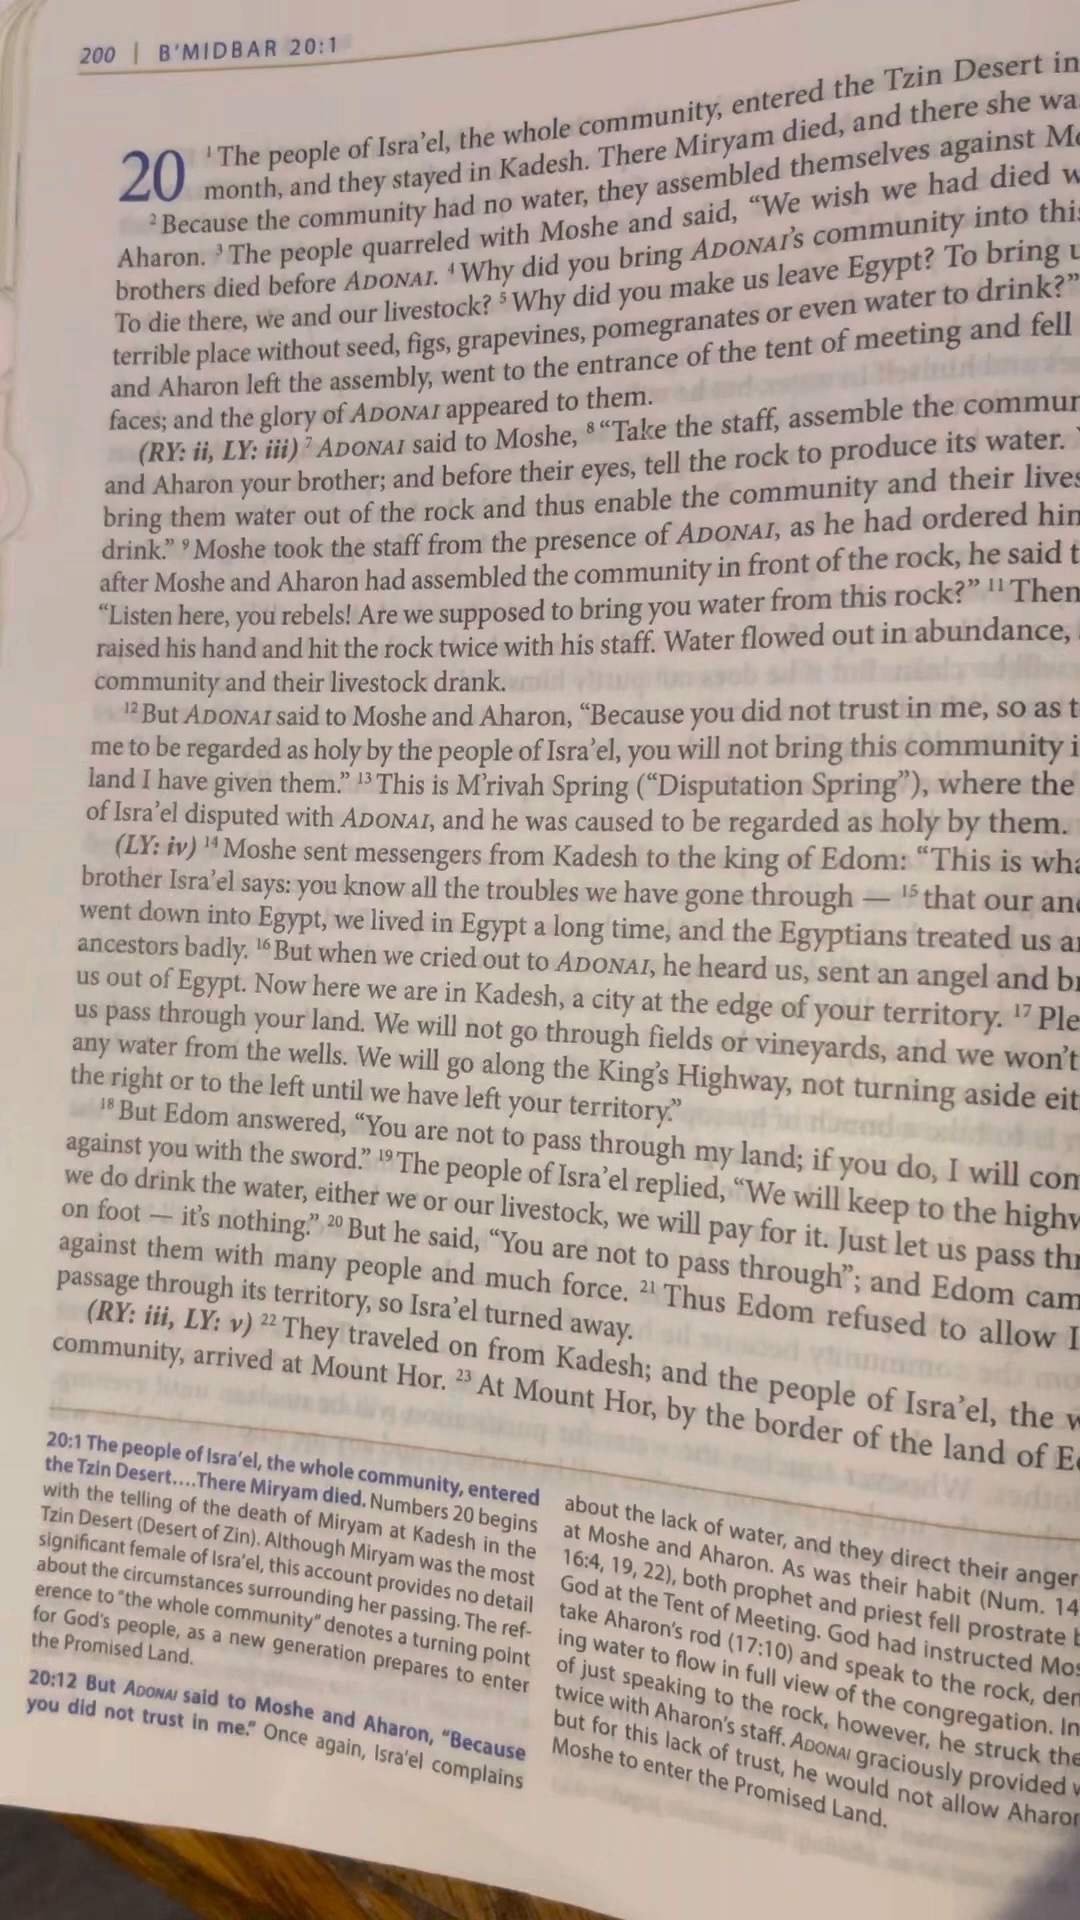 200 | B'MIDBAR 20:1
20 ¹The people of Isra'el, the whole community, entered the Tzin Desert in
month, and they stayed in Kadesh. There Miryam died, and there she
²Because the community had no water, they assembled themselves against
Aharon. ³The people quarreled with Moshe and said, “We wish we had died
brothers died before ADONAI. ⁴Why did you bring ADONAI's community into
To die there, we and our livestock? ⁵Why did you make us leave Egypt? To bring
terrible place without seed, figs, grapevines, pomegranates or even water to drink?”
and Aharon left the assembly, went to the entrance of the tent of meeting and fell
faces; and the glory of ADONAI appeared to them.
(RY: ii, LY: iii) ⁷ADONAI said to Moshe, ⁸“Take the staff, assemble the
and Aharon your brother; and before their eyes, tell the rock to produce its water.
bring them water out of the rock and thus enable the community and their
drink.” ⁹Moshe took the staff from the presence of ADONAI, as he had ordered
after Moshe and Aharon had assembled the community in front of the rock, he said
“Listen here, you rebels! Are we supposed to bring you water from this rock?” ¹¹Then
raised his hand and hit the rock twice with his staff. Water flowed out in abundance,
community and their livestock drank.
¹²But ADONAI said to Moshe and Aharon, “Because you did not trust in me, so as
me to be regarded as holy by the people of Isra'el, you will not bring this community
land I have given them.” ¹³This is M'rivah Spring (“Disputation Spring”), where the
of Isra'el disputed with ADONAI, and he was caused to be regarded as holy by them.
(LY: iv) ¹⁴Moshe sent messengers from Kadesh to the king of Edom: “This is
brother Isra'el says: you know all the troubles we have gone through — ¹⁵that our
went down into Egypt, we lived in Egypt a long time, and the Egyptians treated us
ancestors badly. ¹⁶But when we cried out to ADONAI, he heard us, sent an angel and
us out of Egypt. Now here we are in Kadesh, a city at the edge of your territory. ¹⁷
us pass through your land. We will not go through fields or vineyards, and we won't
any water from the wells. We will go along the King's Highway, not turning aside
the right or to the left until we have left your territory.”
¹⁸But Edom answered, “You are not to pass through my land; if you do, I will
against you with the sword.” ¹⁹The people of Isra'el replied, “We will keep to the
we do drink the water, either we or our livestock, we will pay for it. Just let us pass
on foot — it's nothing.” ²⁰But he said, “You are not to pass through”; and Edom
against them with many people and much force. ²¹Thus Edom refused to allow
passage through its territory, so Isra'el turned away.
(RY: iii, LY: v) ²²They traveled on from Kadesh; and the people of Isra'el, the
community, arrived at Mount Hor. ²³At Mount Hor, by the border of the land of
20:1 The people of Isra'el, the whole community, entered
the Tzin Desert....There Miryam died. Numbers 20 begins
with the telling of the death of Miryam at Kadesh in the
Tzin Desert (Desert of Zin). Although Miryam was the most
significant female of Isra'el, this account provides no detail
about the circumstances surrounding her passing. The ref-
erence to “the whole community” denotes a turning point
for God's people, as a new generation prepares to enter
the Promised Land.
20:12 But ADONAI said to Moshe and Aharon, “Because
you did not trust in me.” Once again, Isra'el complains
about the lack of water, and they direct their anger
at Moshe and Aharon. As was their habit (Num. 14
16:4, 19, 22), both prophet and priest fell prostrate
God at the Tent of Meeting. God had instructed
take Aharon's rod (17:10) and speak to the rock,
ing water to flow in full view of the congregation. In
of just speaking to the rock, however, he struck the
twice with Aharon's staff. ADONAI graciously provided
but for this lack of trust, he would not allow
Moshe to enter the Promised Land.